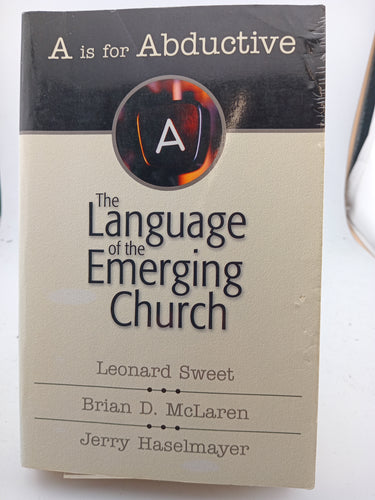 A is for Abductive
A
The
Language
of the
Emerging
Church
Leonard Sweet
Brian D. McLaren
Jerry Haselmayer